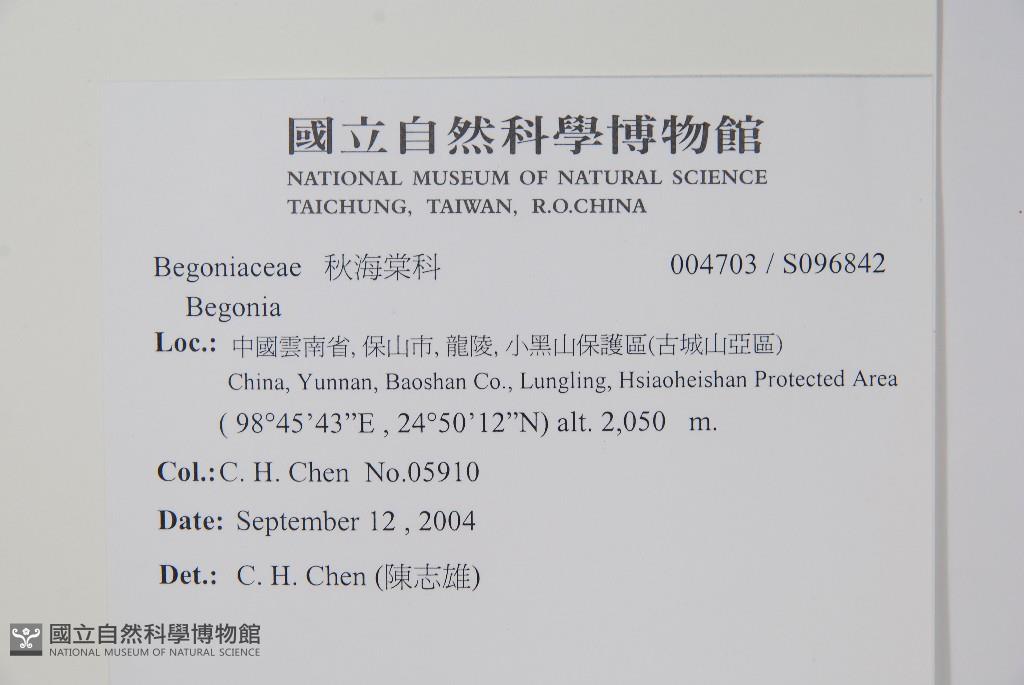 國立自然科學博物館
NATIONAL MUSEUM OF NATURAL SCIENCE
TAICHUNG, TAIWAN, R.O.CHINA
Begoniaceae 秋海棠科 004703 / S096842
Begonia
Loc.: 中國雲南省, 保山市, 龍陵, 小黑山保護區(古城山亞區)
China, Yunnan, Baoshan Co., Lungling, Hsiaoheishan Protected Area
( 98°45’43”E , 24°50’12”N) alt. 2,050 m.
Col.: C. H. Chen No.05910
Date: September 12 , 2004
Det.: C. H. Chen (陳志雄)
國立自然科學博物館
NATIONAL MUSEUM OF NATURAL SCIENCE